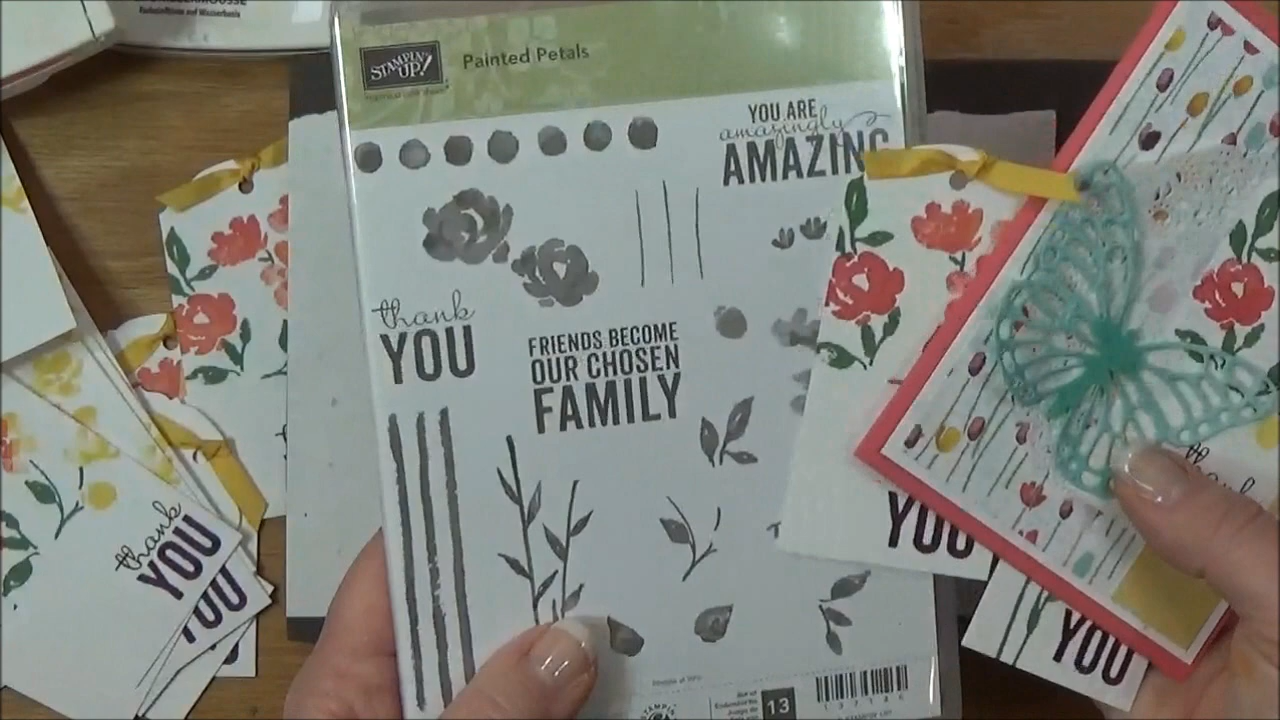 STAMPIN' UP!
Painted Petals
YOU ARE
amazingly
AMAZING
thank
YOU
FRIENDS BECOME
OUR CHOSEN
FAMILY
13
thank
YOU
YOU
YOU
thank
YOU